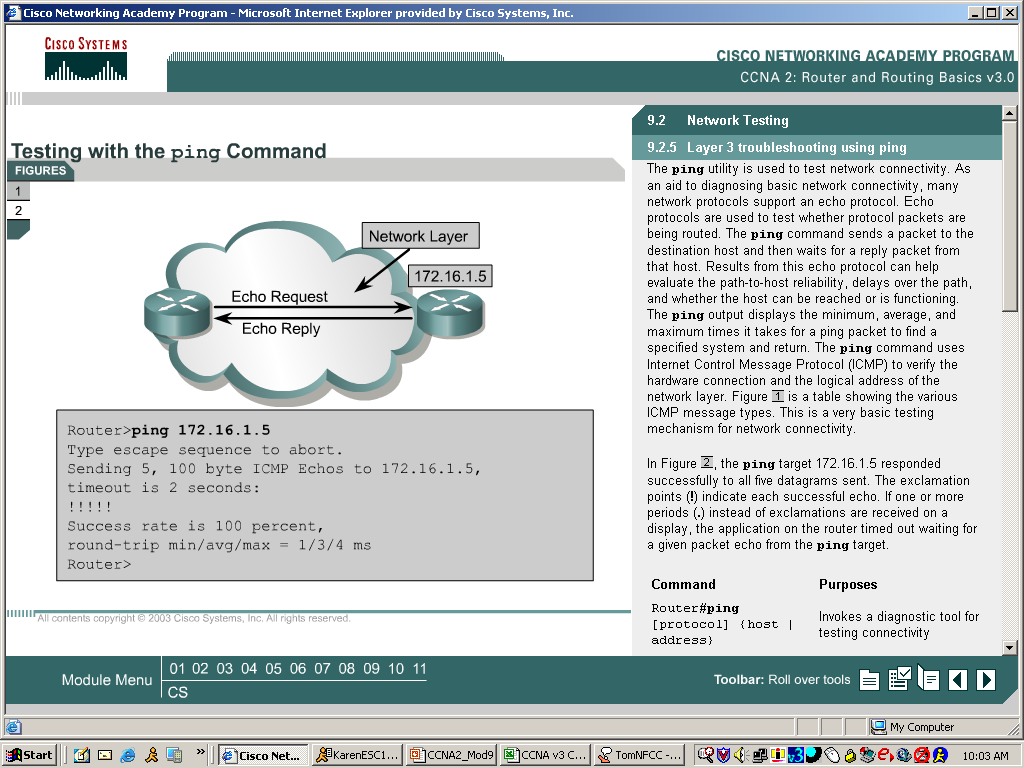 Cisco Networking Academy Program - Microsoft Internet Explorer provided by Cisco Systems, Inc.
CISCO SYSTEMS
CISCO NETWORKING ACADEMY PROGRAM
CCNA 2: Router and Routing Basics v3.0
Testing with the ping Command
FIGURES
1
2
Network Layer
172.16.1.5
Echo Request
Echo Reply
Router>ping 172.16.1.5
Type escape sequence to abort.
Sending 5, 100 byte ICMP Echos to 172.16.1.5,
timeout is 2 seconds:
!!!!!
Success rate is 100 percent,
round-trip min/avg/max = 1/3/4 ms
Router>
All contents copyright © 2003 Cisco Systems, Inc. All rights reserved.
9.2 Network Testing
9.2.5 Layer 3 troubleshooting using ping
The ping utility is used to test network connectivity. As
an aid to diagnosing basic network connectivity, many
network protocols support an echo protocol. Echo
protocols are used to test whether protocol packets are
being routed. The ping command sends a packet to the
destination host and then waits for a reply packet from
that host. Results from this echo protocol can help
evaluate the path-to-host reliability, delays over the path,
and whether the host can be reached or is functioning.
The ping output displays the minimum, average, and
maximum times it takes for a ping packet to find a
specified system and return. The ping command uses
Internet Control Message Protocol (ICMP) to verify the
hardware connection and the logical address of the
network layer. Figure 1 is a table showing the various
ICMP message types. This is a very basic testing
mechanism for network connectivity.
In Figure 2, the ping target 172.16.1.5 responded
successfully to all five datagrams sent. The exclamation
points (!) indicate each successful echo. If one or more
periods (.) instead of exclamations are received on a
display, the application on the router timed out waiting for
a given packet echo from the ping target.
Command Purposes
Router#ping
[protocol] {host |
address}
Invokes a diagnostic tool for
testing connectivity
Module Menu
01 02 03 04 05 06 07 08 09 10 11
CS
Toolbar: Roll over tools
My Computer
Start
Cisco Net...
KarenESC1...
CCNA2_Mod9
CCNA v3 C...
TomNFCC -...
10:03 AM